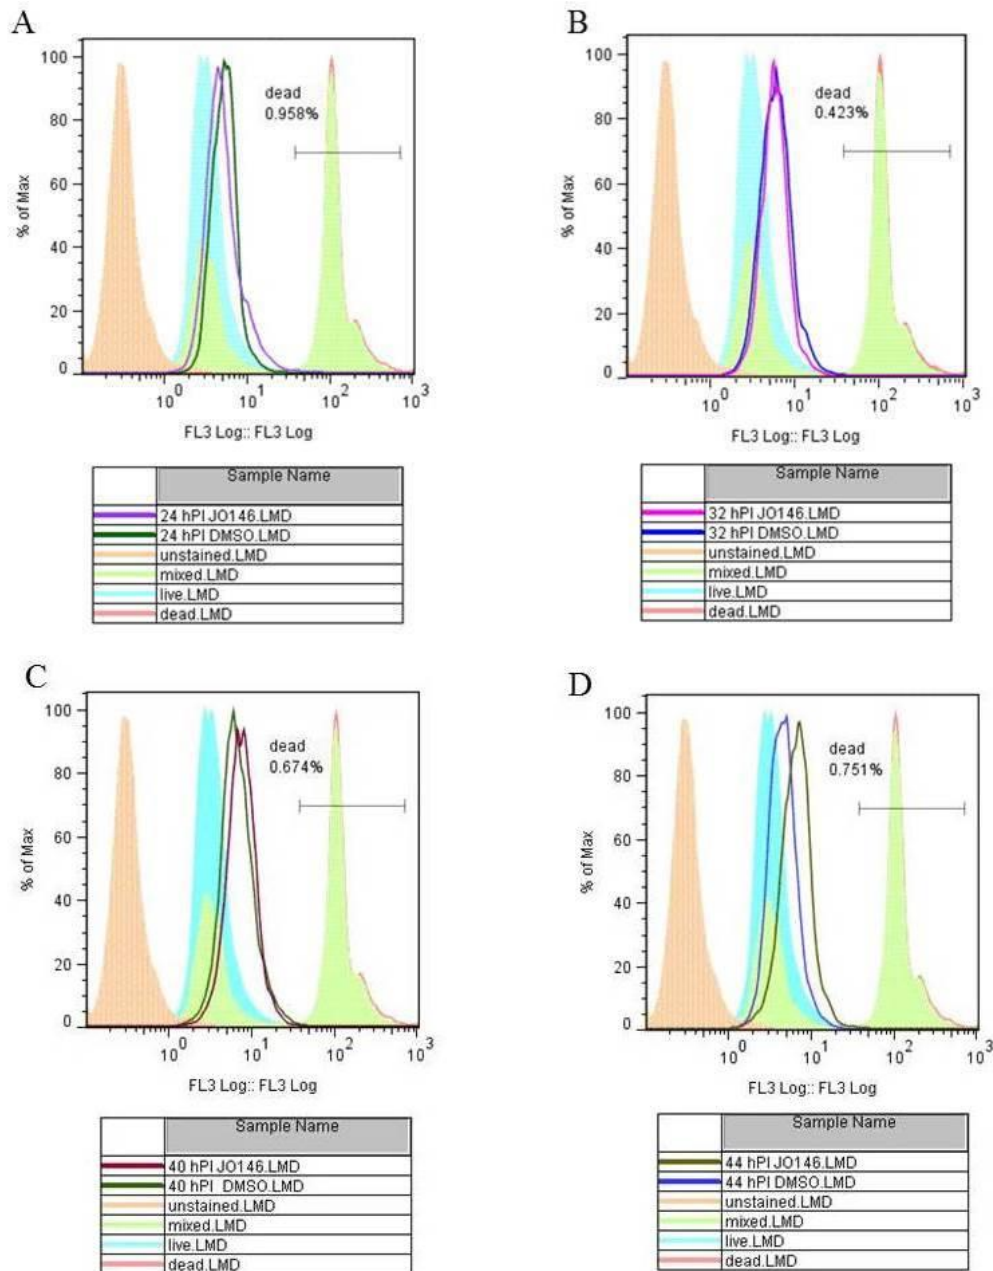 A
100
80
60
40
20
0
% of Max
dead
0.958%
10^0 10^1 10^2 10^3
FL3 Log:: FL3 Log
Sample Name
24 hPI JO146.LMD
24 hPI DMSO.LMD
unstained.LMD
mixed.LMD
live.LMD
dead.LMD
B
100
80
60
40
20
0
% of Max
dead
0.423%
10^0 10^1 10^2 10^3
FL3 Log:: FL3 Log
Sample Name
32 hPI JO146.LMD
32 hPI DMSO.LMD
unstained.LMD
mixed.LMD
live.LMD
dead.LMD
C
100
80
60
40
20
0
% of Max
dead
0.674%
10^0 10^1 10^2 10^3
FL3 Log:: FL3 Log
Sample Name
40 hPI JO146.LMD
40 hPI DMSO.LMD
unstained.LMD
mixed.LMD
live.LMD
dead.LMD
D
100
80
60
40
20
0
% of Max
dead
0.751%
10^0 10^1 10^2 10^3
FL3 Log:: FL3 Log
Sample Name
44 hPI JO146.LMD
44 hPI DMSO.LMD
unstained.LMD
mixed.LMD
live.LMD
dead.LMD